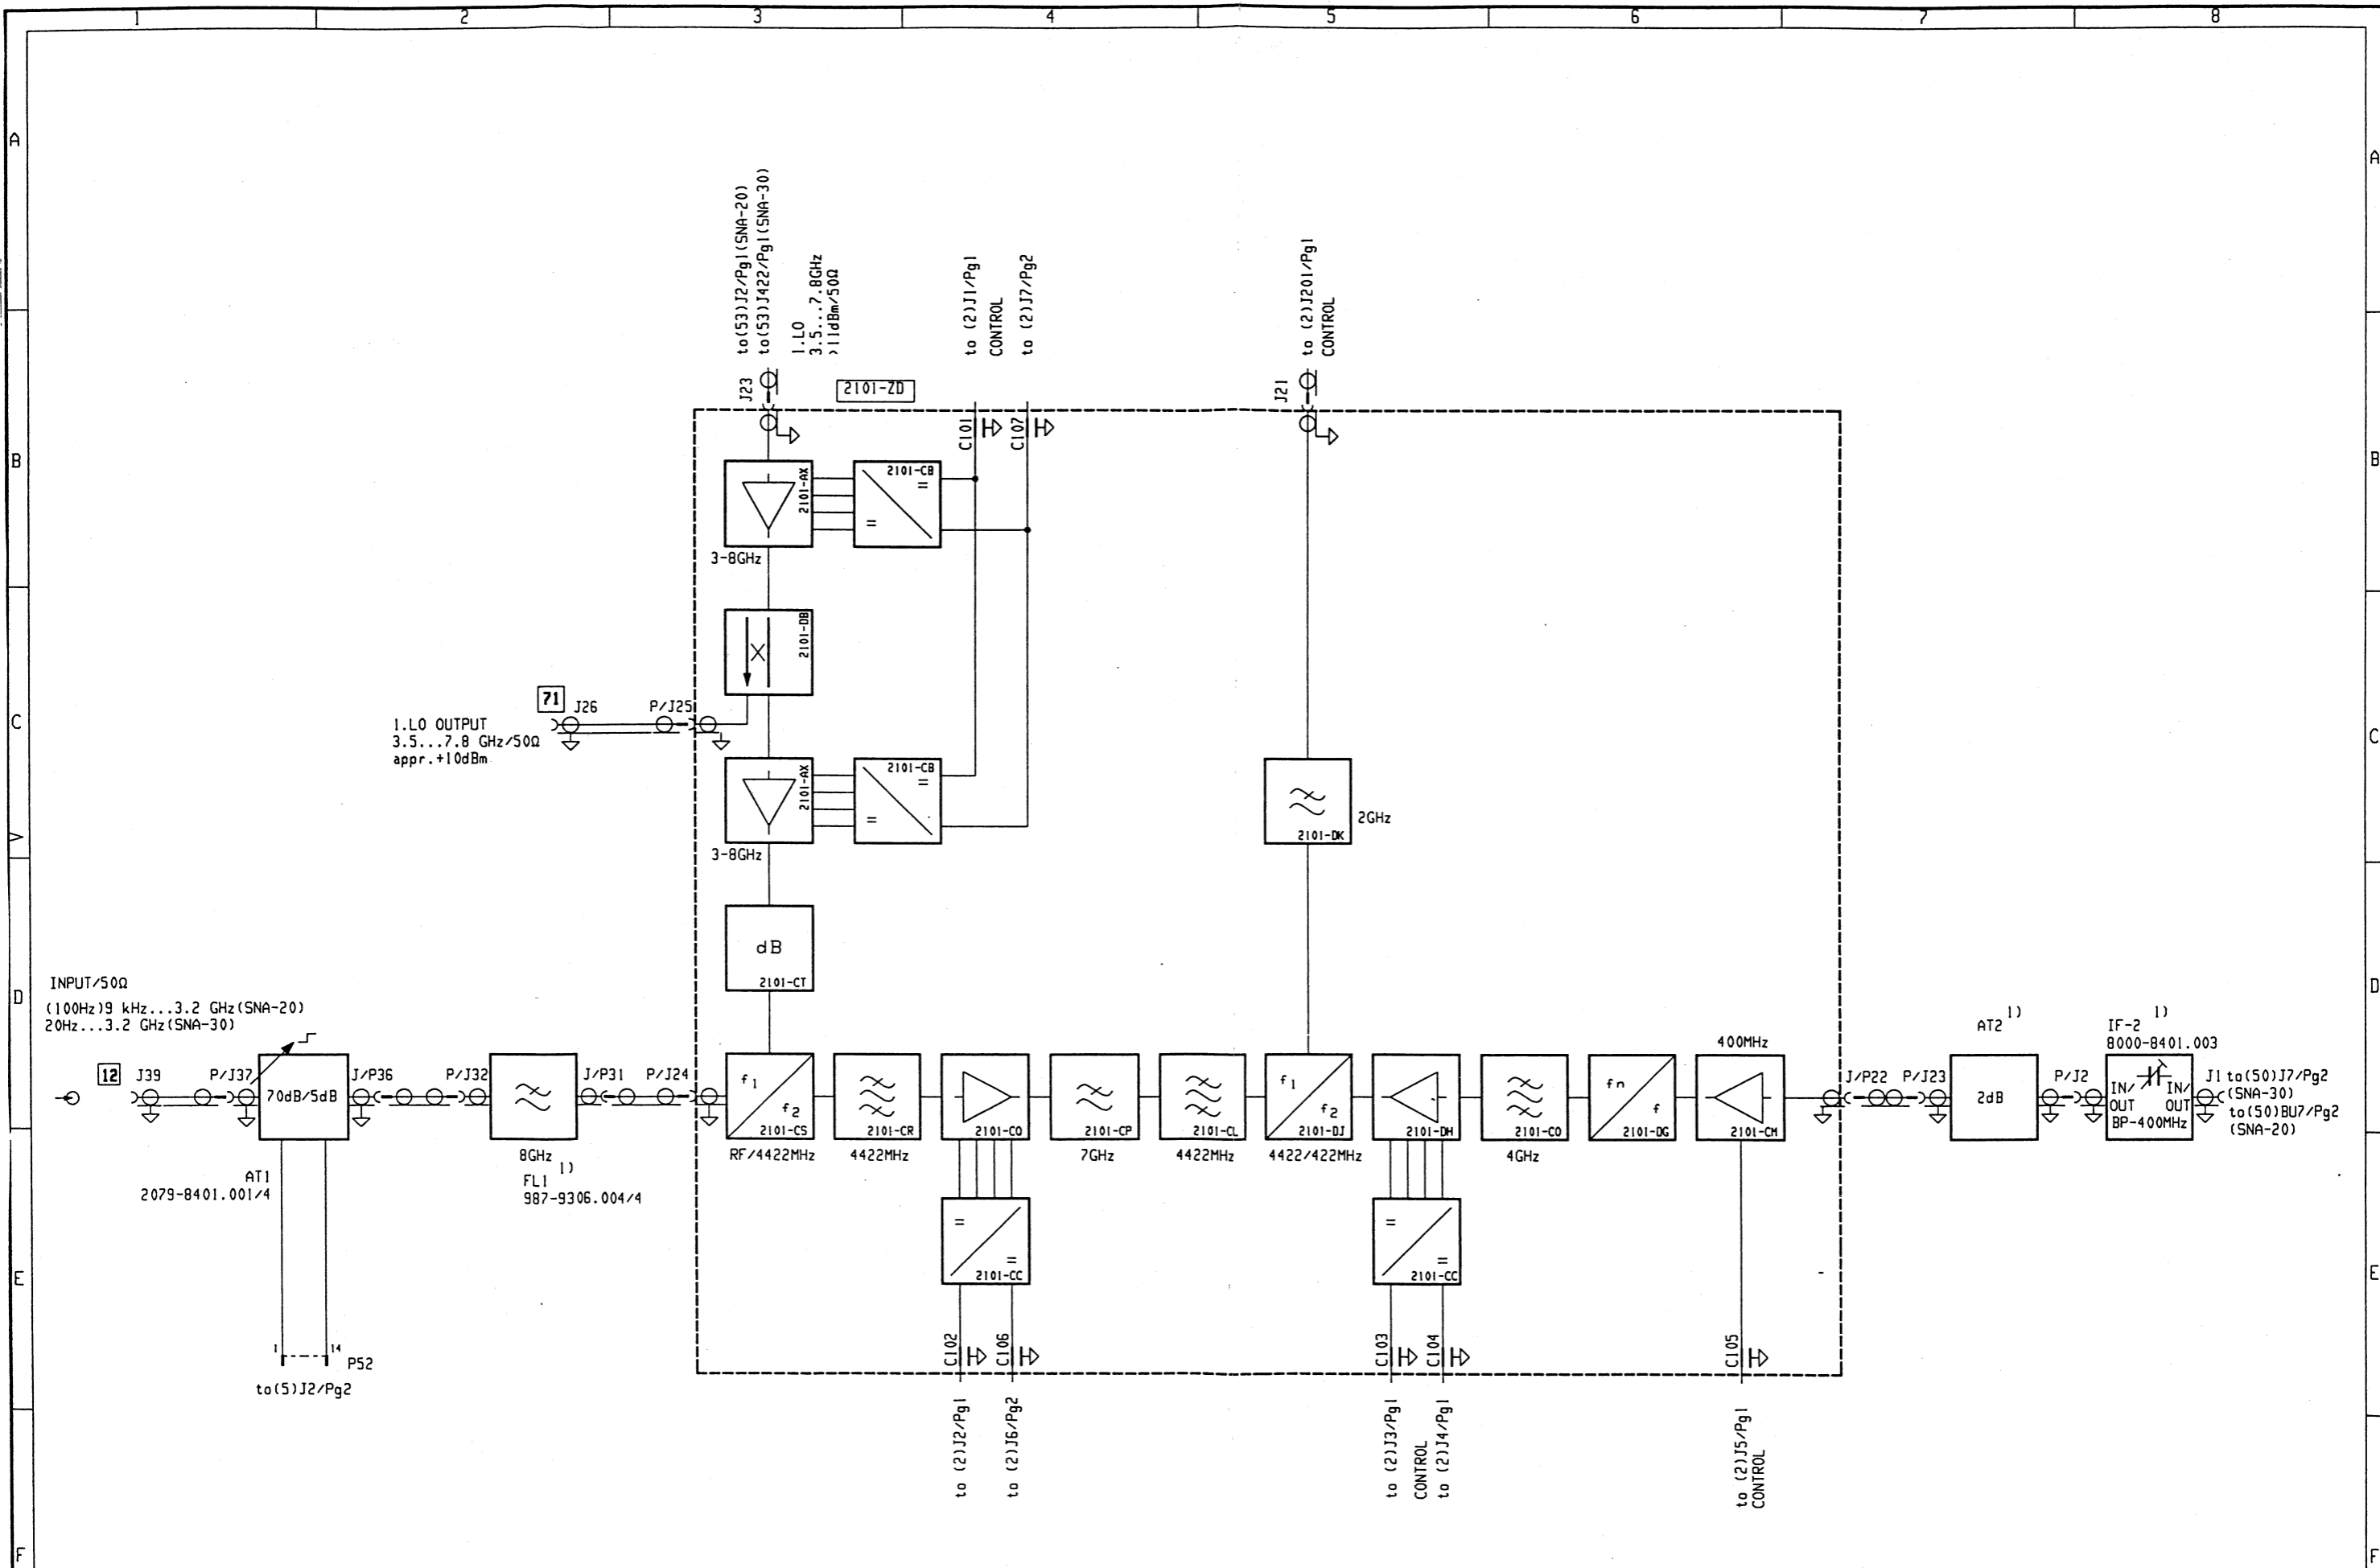 1 2 3 4 5 6 7 8
A A
to(53)J2/Pg1(SNA-20)
to(53)J422/Pg1(SNA-30)
1.LO
3.5...7.8GHz
>11dBm/50Ω
to (2)J1/Pg1
CONTROL
to (2)J7/Pg2
to (2)J201/Pg1
CONTROL
J23
2101-ZD
J21
C101
C107
B B
2101-AX
2101-CB
=
=
3-8GHz
2101-DB
71
J26
P/J25
1.LO OUTPUT
3.5...7.8 GHz/50Ω
appr.+10dBm
C C
2101-AX
2101-CB
=
=
3-8GHz
2101-DK
2GHz
dB
2101-CT
D D
INPUT/50Ω
(100Hz)9 kHz...3.2 GHz(SNA-20)
20Hz...3.2 GHz(SNA-30)
12
J39
P/J37
70dB/5dB
J/P36
P/J32
J/P31
P/J24
8GHz
FL1 1)
987-9306.004/4
AT1
2079-8401.001/4
f1
f2
2101-CS
RF/4422MHz
2101-CR
4422MHz
2101-CQ
2101-CP
7GHz
2101-CL
4422MHz
f1
f2
2101-DJ
4422/422MHz
2101-DH
2101-CO
4GHz
fn
f
2101-DG
400MHz
2101-CM
J/P22
P/J23
AT2 1)
2dB
P/J2
IF-2 1)
8000-8401.003
IN/ IN/
OUT OUT
BP-400MHz
J1 to(50)J7/Pg2
(SNA-30)
to(50)BU7/Pg2
(SNA-20)
=
=
2101-CC
=
=
2101-CC
E E
1 14
P52
to(5)J2/Pg2
C102
C106
C103
C104
C105
to (2)J2/Pg1
to (2)J6/Pg2
to (2)J3/Pg1
CONTROL
to (2)J4/Pg1
to (2)J5/Pg1
CONTROL
F F